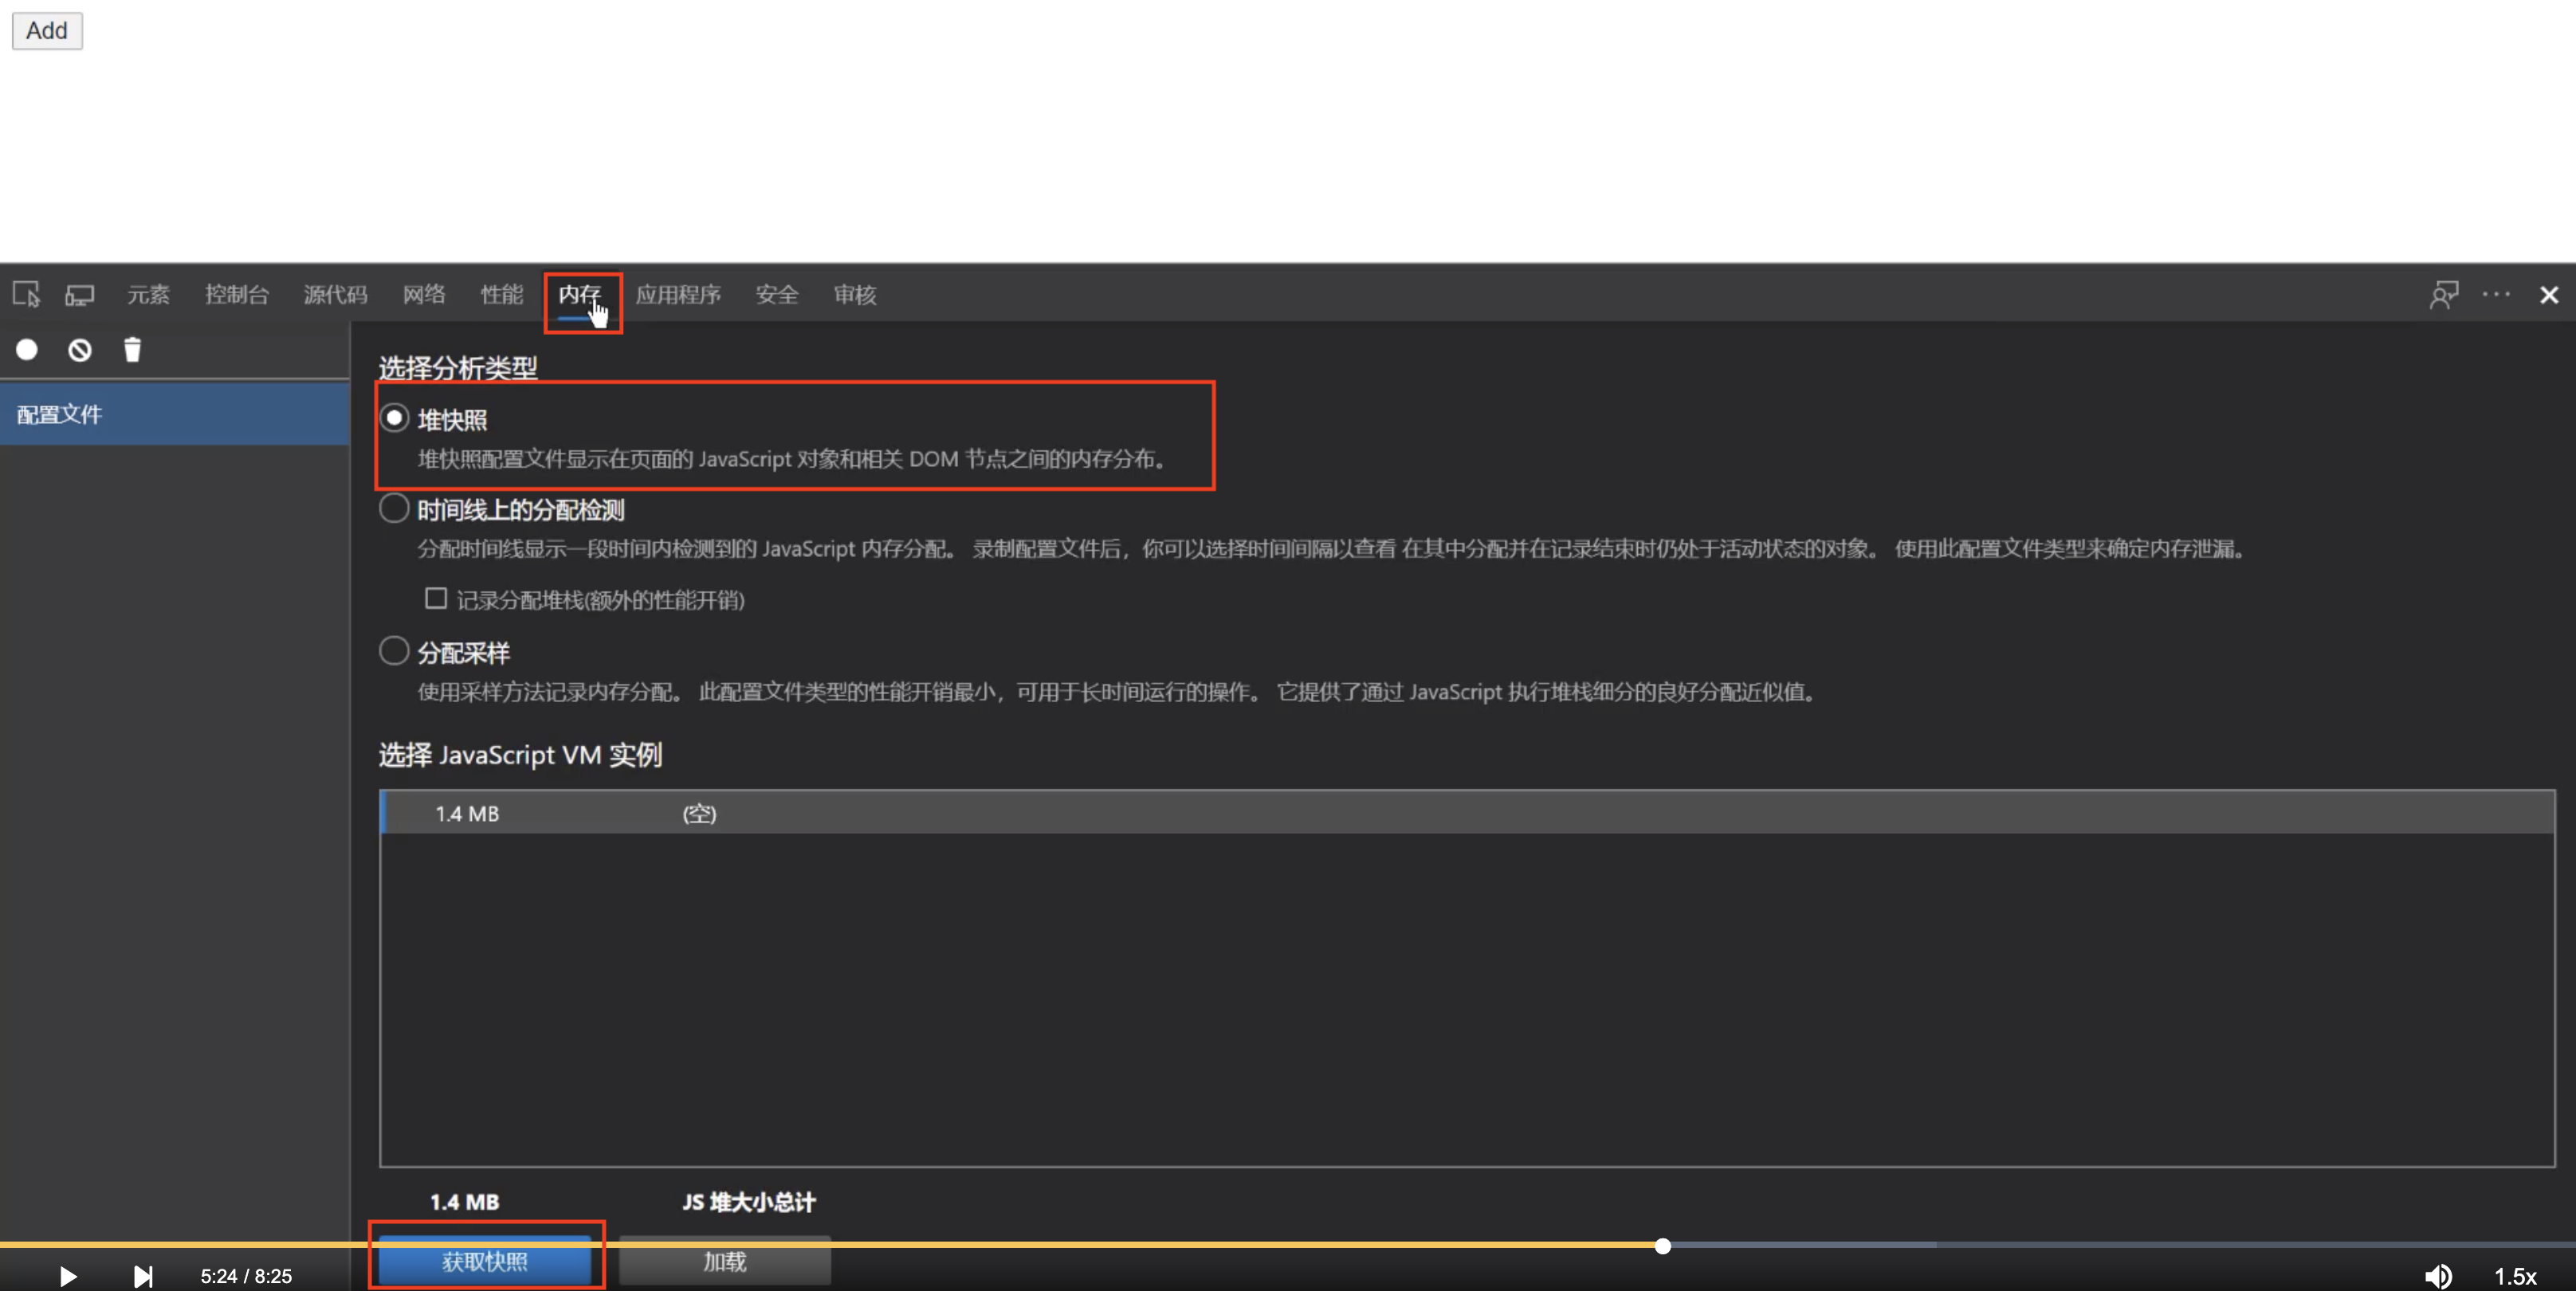 Add
元素 控制台 源代码 网络 性能 内存 应用程序 安全 审核
配置文件
选择分析类型
堆快照
堆快照配置文件显示在页面的 JavaScript 对象和相关 DOM 节点之间的内存分布。
时间线上的分配检测
分配时间线显示一段时间内检测到的 JavaScript 内存分配。 录制配置文件后，你可以选择时间间隔以查看 在其中分配并在记录结束时仍处于活动状态的对象。 使用此配置文件类型来确定内存泄漏。
记录分配堆栈(额外的性能开销)
分配采样
使用采样方法记录内存分配。 此配置文件类型的性能开销最小，可用于长时间运行的操作。 它提供了通过 JavaScript 执行堆栈细分的良好分配近似值。
选择 JavaScript VM 实例
1.4 MB (空)
1.4 MB JS 堆大小总计
获取快照 加载
5:24 / 8:25 1.5x